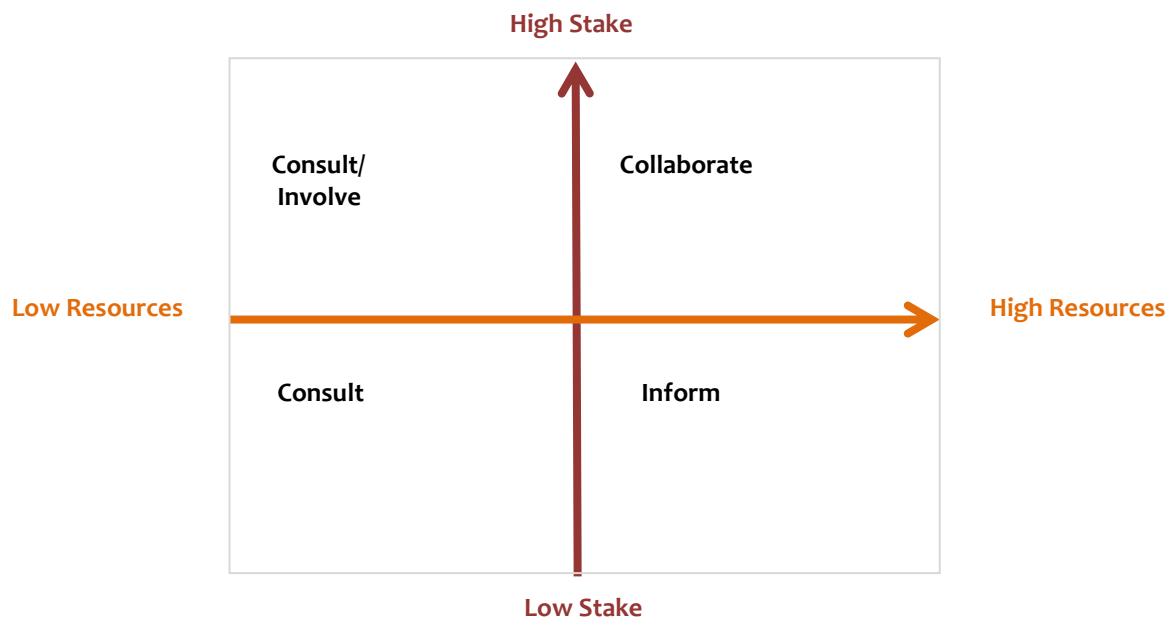 High Stake
Consult/
Involve
Collaborate
Low Resources
High Resources
Consult
Inform
Low Stake